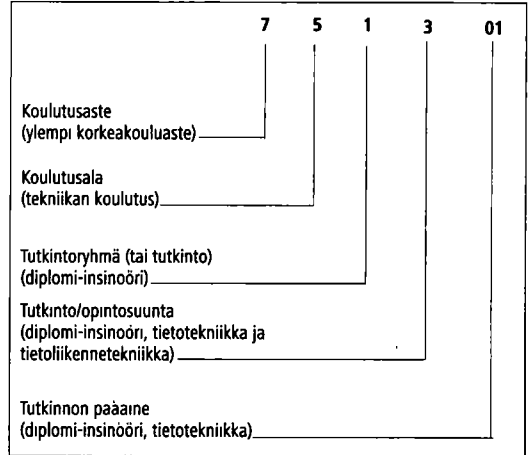 7 5 1 3 01
Koulutusaste
(ylempi korkeakouluaste)
Koulutusala
(tekniikan koulutus)
Tutkintoryhmä (tai tutkinto)
(diplomi-insinööri)
Tutkinto/opintosuunta
(diplomi-insinööri, tietotekniikka ja
tietoliikennetekniikka)
Tutkinnon pääaine
(diplomi-insinööri, tietotekniikka)